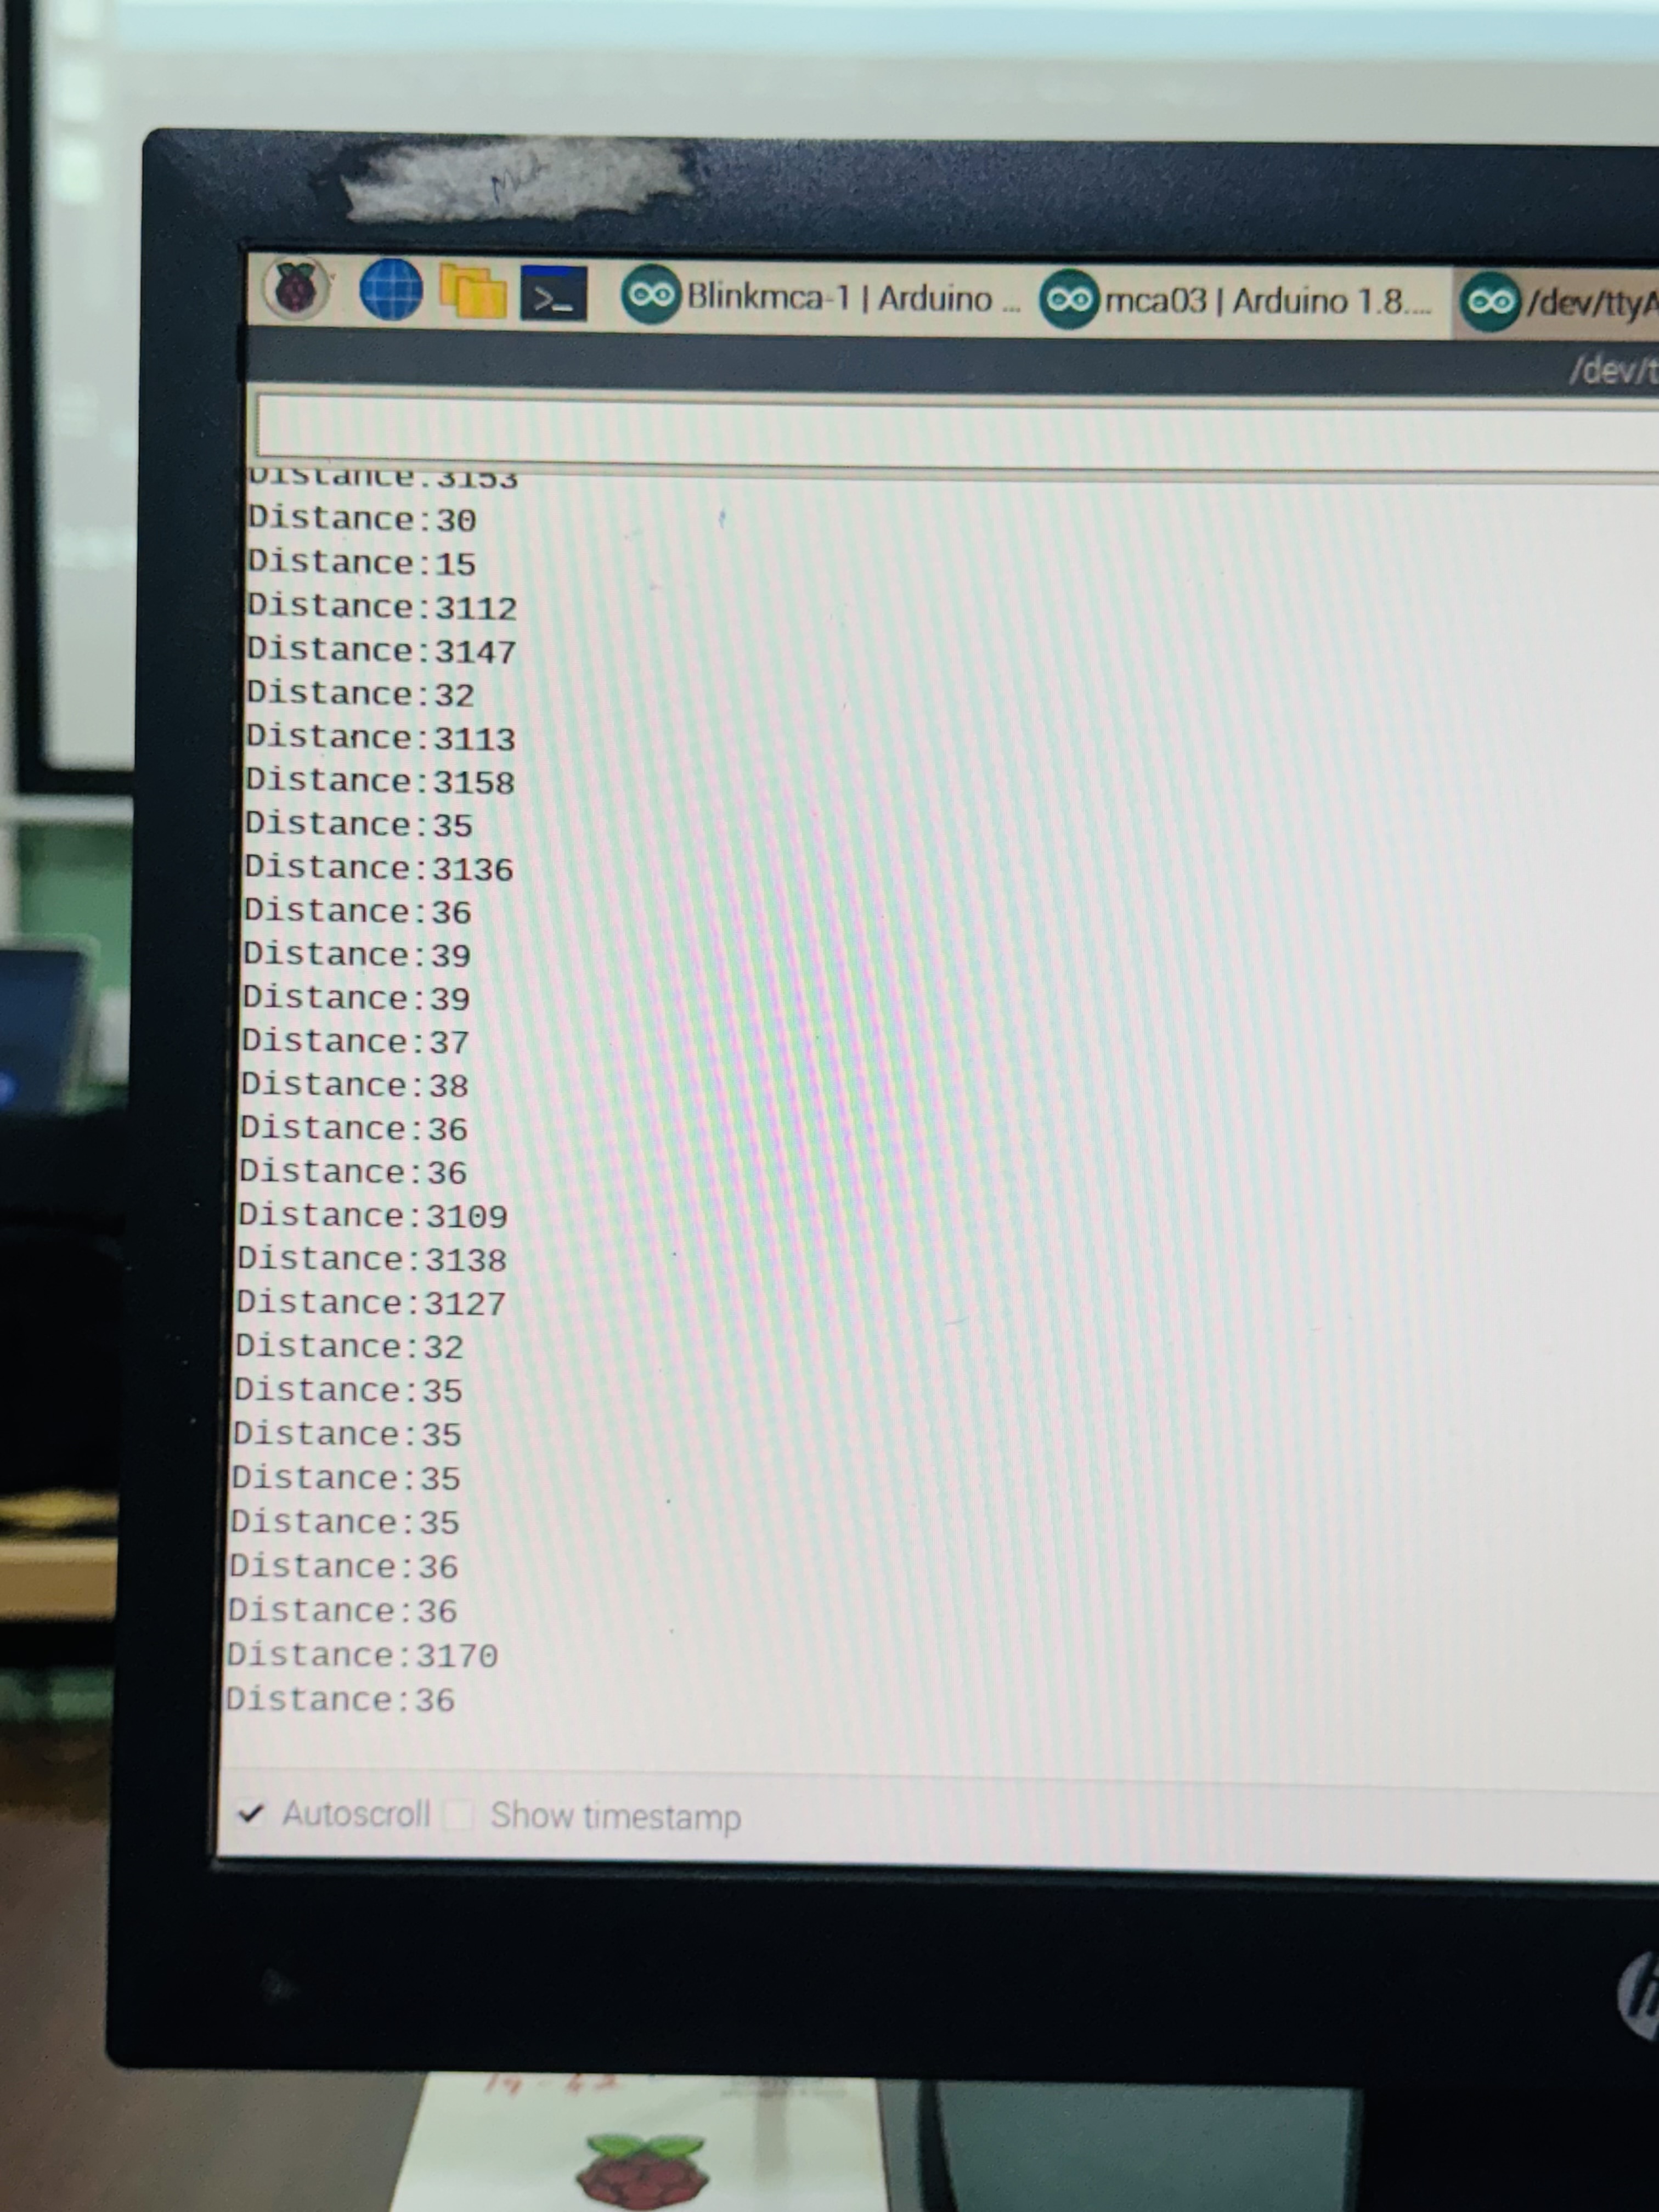 Blinkmca-1 | Arduino ...
mca03 | Arduino 1.8....
/dev/ttyA
/dev/t
Distance:3153
Distance:30
Distance:15
Distance:3112
Distance:3147
Distance:32
Distance:3113
Distance:3158
Distance:35
Distance:3136
Distance:36
Distance:39
Distance:39
Distance:37
Distance:38
Distance:36
Distance:36
Distance:3109
Distance:3138
Distance:3127
Distance:32
Distance:35
Distance:35
Distance:35
Distance:35
Distance:36
Distance:36
Distance:3170
Distance:36
Autoscroll
Show timestamp